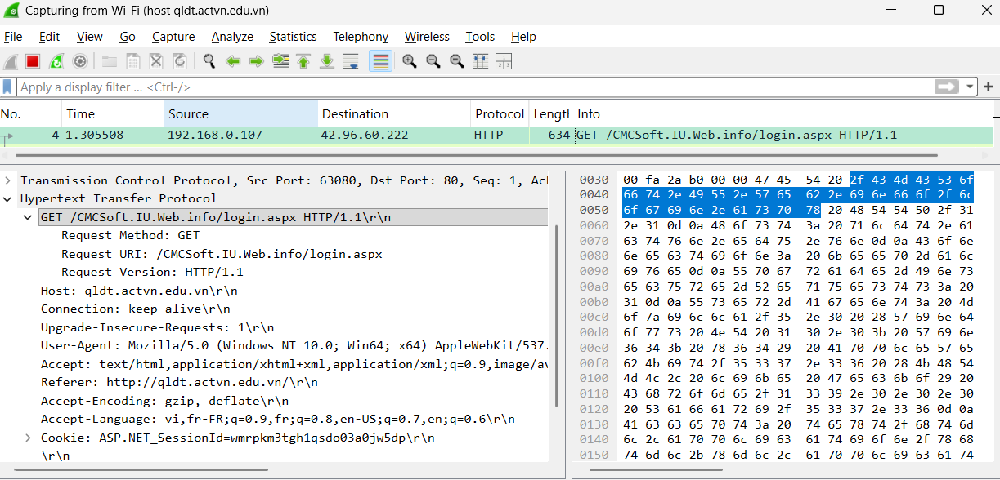 Capturing from Wi-Fi (host qldt.actvn.edu.vn)
File Edit View Go Capture Analyze Statistics Telephony Wireless Tools Help
Apply a display filter ... <Ctrl-/>
No. Time Source Destination Protocol Length Info
4 1.305508 192.168.0.107 42.96.60.222 HTTP 634 GET /CMCSoft.IU.Web.info/login.aspx HTTP/1.1
Transmission Control Protocol, Src Port: 63080, Dst Port: 80, Seq: 1, Ack
Hypertext Transfer Protocol
GET /CMCSoft.IU.Web.info/login.aspx HTTP/1.1\r\n
Request Method: GET
Request URI: /CMCSoft.IU.Web.info/login.aspx
Request Version: HTTP/1.1
Host: qldt.actvn.edu.vn\r\n
Connection: keep-alive\r\n
Upgrade-Insecure-Requests: 1\r\n
User-Agent: Mozilla/5.0 (Windows NT 10.0; Win64; x64) AppleWebKit/537.
Accept: text/html,application/xhtml+xml,application/xml;q=0.9,image/av
Referer: http://qldt.actvn.edu.vn/\r\n
Accept-Encoding: gzip, deflate\r\n
Accept-Language: vi,fr-FR;q=0.9,fr;q=0.8,en-US;q=0.7,en;q=0.6\r\n
Cookie: ASP.NET_SessionId=wmrpkm3tgh1qsdo03a0jw5dp\r\n
\r\n
0030 00 fa 2a b0 00 00 47 45 54 20 2f 43 4d 43 53 6f
0040 66 74 2e 49 55 2e 57 65 62 2e 69 6e 66 6f 2f 6c
0050 6f 67 69 6e 2e 61 73 70 78 20 48 54 54 50 2f 31
0060 2e 31 0d 0a 48 6f 73 74 3a 20 71 6c 64 74 2e 61
0070 63 74 76 6e 2e 65 64 75 2e 76 6e 0d 0a 43 6f 6e
0080 6e 65 63 74 69 6f 6e 3a 20 6b 65 65 70 2d 61 6c
0090 69 76 65 0d 0a 55 70 67 72 61 64 65 2d 49 6e 73
00a0 65 63 75 72 65 2d 52 65 71 75 65 73 74 73 3a 20
00b0 31 0d 0a 55 73 65 72 2d 41 67 65 6e 74 3a 20 4d
00c0 6f 7a 69 6c 6c 61 2f 35 2e 30 20 28 57 69 6e 64
00d0 6f 77 73 20 4e 54 20 31 30 2e 30 3b 20 57 69 6e
00e0 36 34 3b 20 78 36 34 29 20 41 70 70 6c 65 57 65
00f0 62 4b 69 74 2f 35 33 37 2e 33 36 20 28 4b 48 54
0100 4d 4c 2c 20 6c 69 6b 65 20 47 65 63 6b 6f 29 20
0110 43 68 72 6f 6d 65 2f 31 33 39 2e 30 2e 30 2e 30
0120 20 53 61 66 61 72 69 2f 35 33 37 2e 33 36 0d 0a
0130 41 63 63 65 70 74 3a 20 74 65 78 74 2f 68 74 6d
0140 6c 2c 61 70 70 6c 69 63 61 74 69 6f 6e 2f 78 68
0150 74 6d 6c 2b 78 6d 6c 2c 61 70 70 6c 69 63 61 74